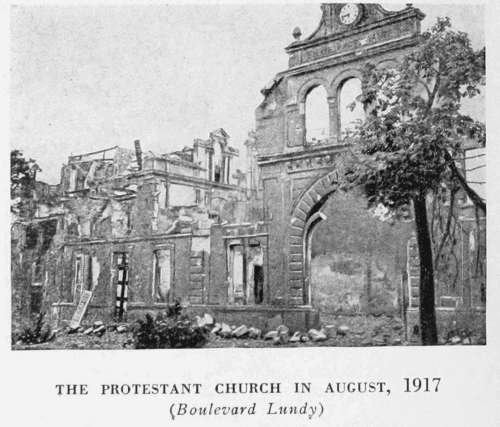 THE PROTESTANT CHURCH IN AUGUST, 1917
(Boulevard Lundy)